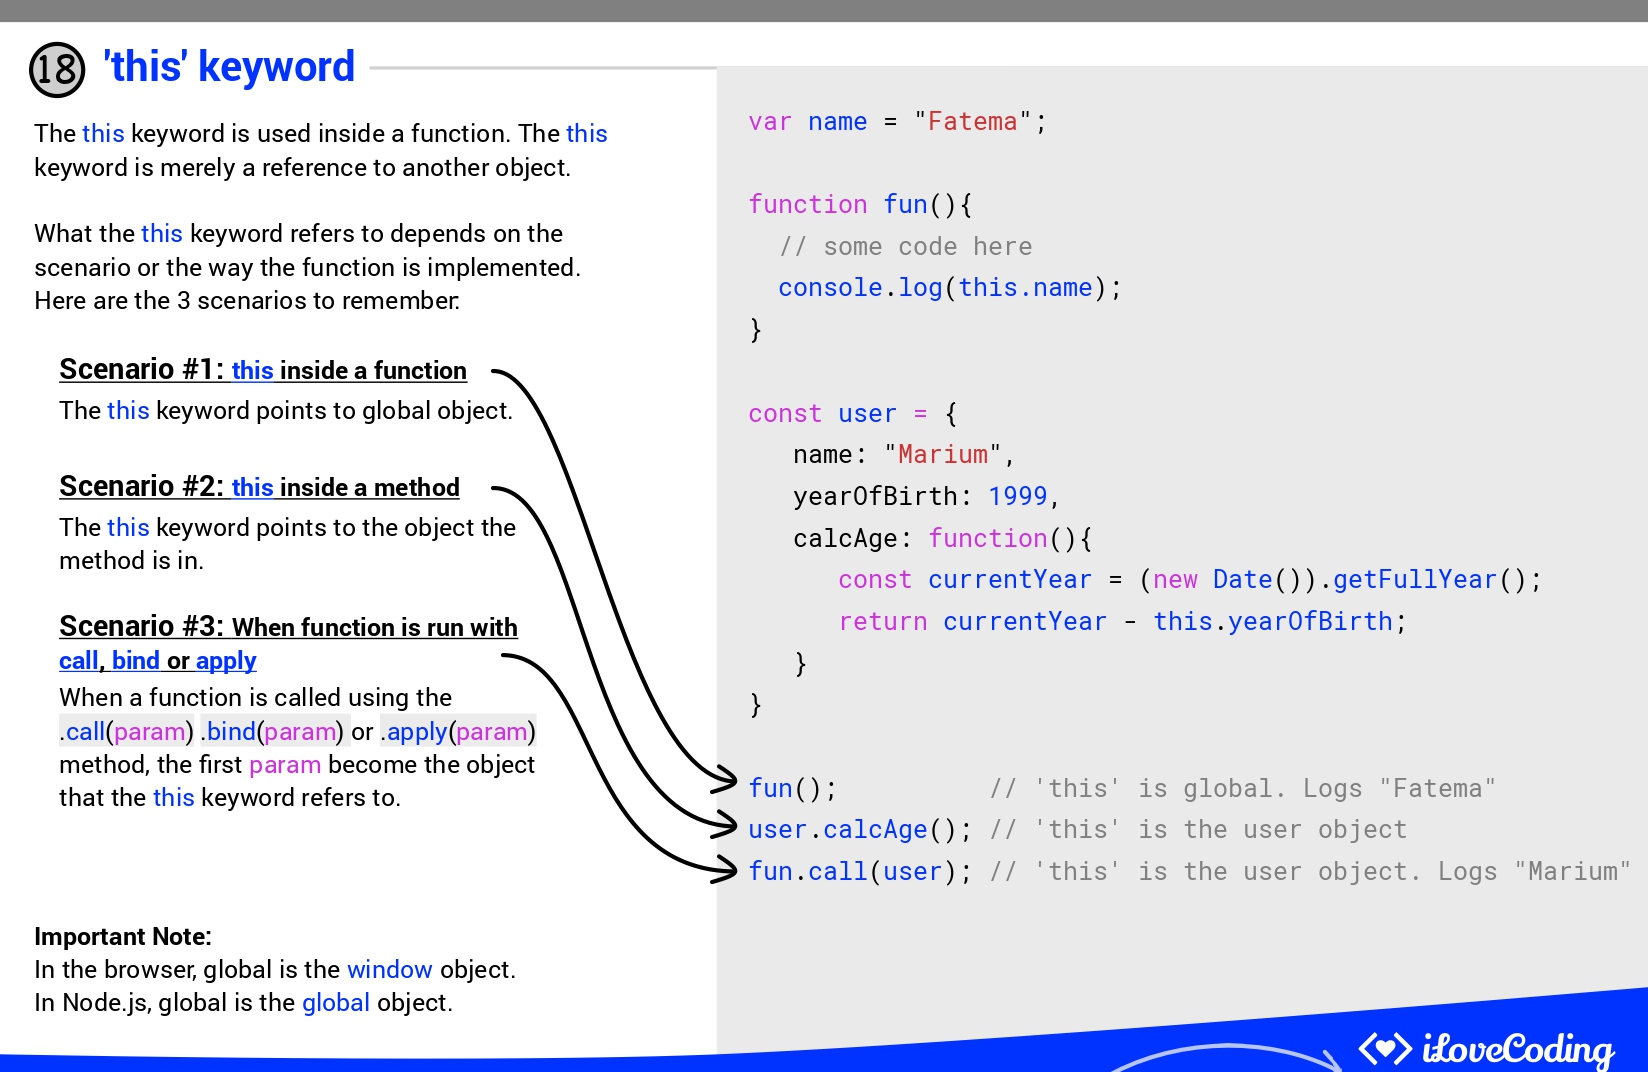 18 'this' keyword
The this keyword is used inside a function. The this
keyword is merely a reference to another object.
What the this keyword refers to depends on the
scenario or the way the function is implemented.
Here are the 3 scenarios to remember:
Scenario #1: this inside a function
The this keyword points to global object.
Scenario #2: this inside a method
The this keyword points to the object the
method is in.
Scenario #3: When function is run with
call, bind or apply
When a function is called using the
.call(param) .bind(param) or .apply(param)
method, the first param become the object
that the this keyword refers to.
Important Note:
In the browser, global is the window object.
In Node.js, global is the global object.
var name = "Fatema";
function fun(){
// some code here
console.log(this.name);
}
const user = {
name: "Marium",
yearOfBirth: 1999,
calcAge: function(){
const currentYear = (new Date()).getFullYear();
return currentYear - this.yearOfBirth;
}
}
fun(); // 'this' is global. Logs "Fatema"
user.calcAge(); // 'this' is the user object
fun.call(user); // 'this' is the user object. Logs "Marium"
iLoveCoding